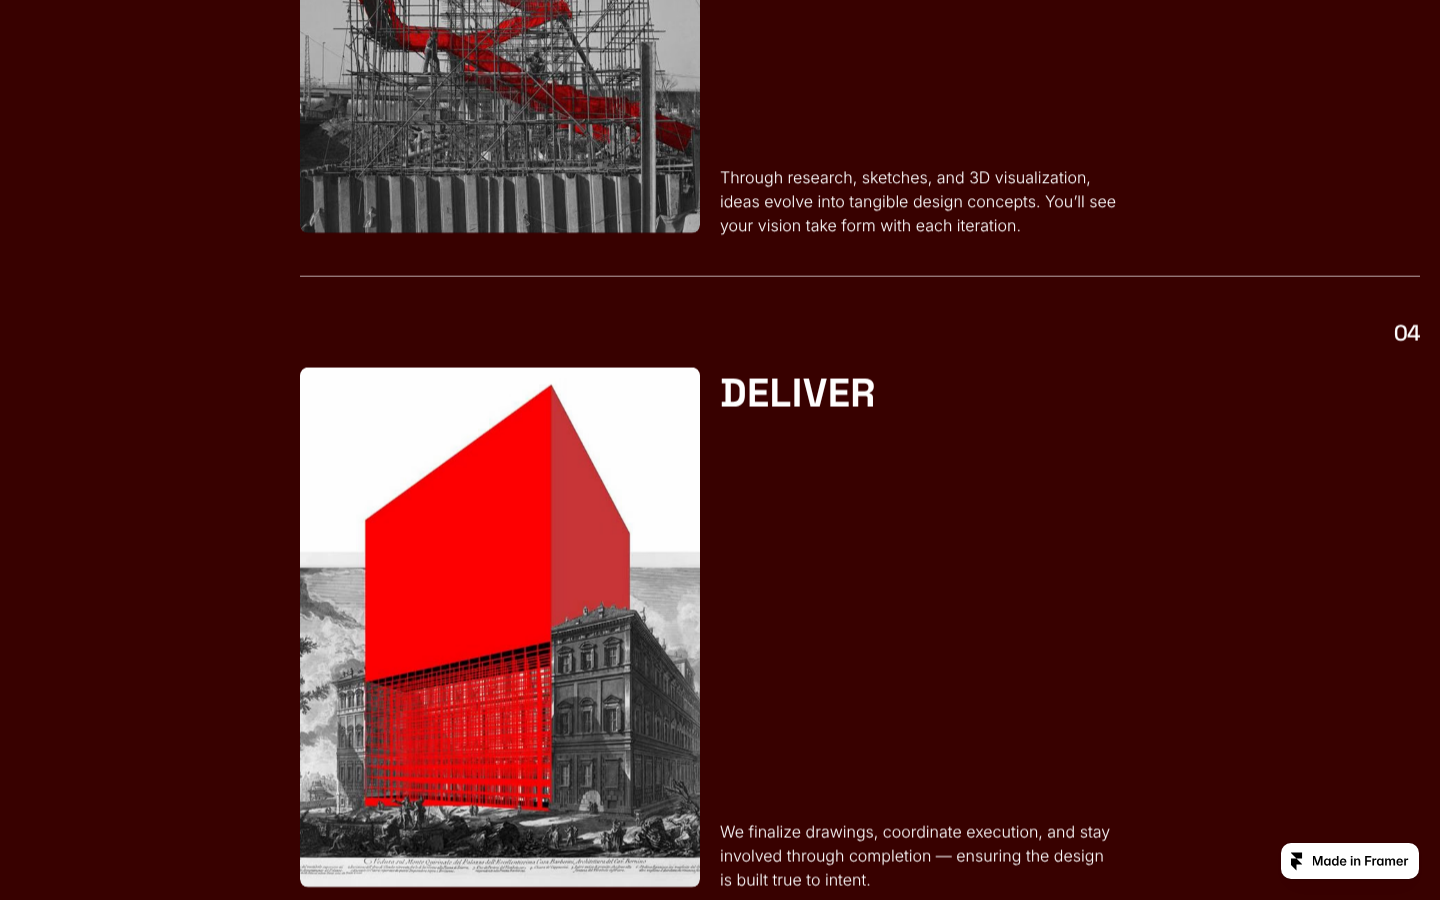 Through research, sketches, and 3D visualization,
ideas evolve into tangible design concepts. You’ll see
your vision take form with each iteration.
04
DELIVER
We finalize drawings, coordinate execution, and stay
involved through completion — ensuring the design
is built true to intent.
Made in Framer